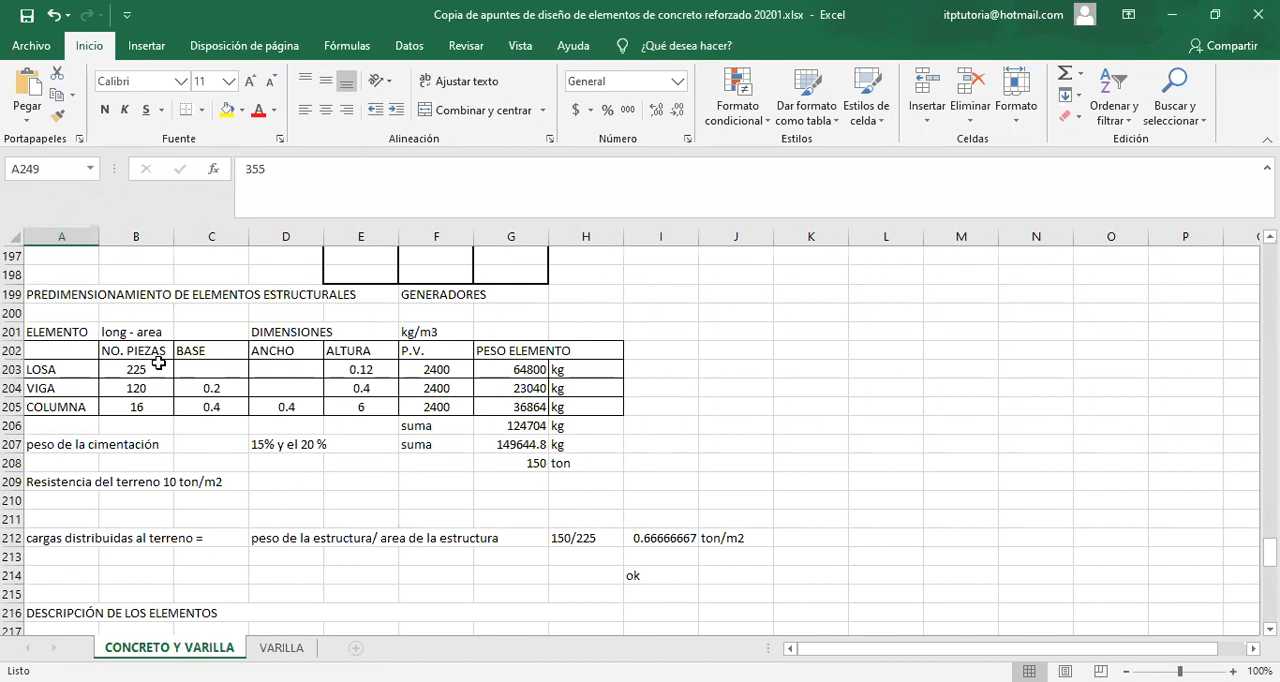 Copia de apuntes de diseño de elementos de concreto reforzado 20201.xlsx - Excel
itptutoria@hotmail.com
Archivo Inicio Insertar Disposición de página Fórmulas Datos Revisar Vista Ayuda ¿Qué desea hacer? Compartir
Pegar
Calibri 11
N K S
Ajustar texto
Combinar y centrar
General
$ % 000
Formato condicional
Dar formato como tabla
Estilos de celda
Insertar
Eliminar
Formato
Ordenar y filtrar
Buscar y seleccionar
Portapapeles Fuente Alineación Número Estilos Celdas Edición
A249 fx 355
A B C D E F G H I J K L M N O P
197
198
199 PREDIMENSIONAMIENTO DE ELEMENTOS ESTRUCTURALES GENERADORES
200
201 ELEMENTO long - area DIMENSIONES kg/m3
202 NO. PIEZAS BASE ANCHO ALTURA P.V. PESO ELEMENTO
203 LOSA 225 0.12 2400 64800 kg
204 VIGA 120 0.2 0.4 2400 23040 kg
205 COLUMNA 16 0.4 0.4 6 2400 36864 kg
206 suma 124704 kg
207 peso de la cimentación 15% y el 20 % suma 149644.8 kg
208 150 ton
209 Resistencia del terreno 10 ton/m2
210
211
212 cargas distribuidas al terreno = peso de la estructura/ area de la estructura 150/225 0.66666667 ton/m2
213
214 ok
215
216 DESCRIPCIÓN DE LOS ELEMENTOS
217
CONCRETO Y VARILLA VARILLA
Listo 100%